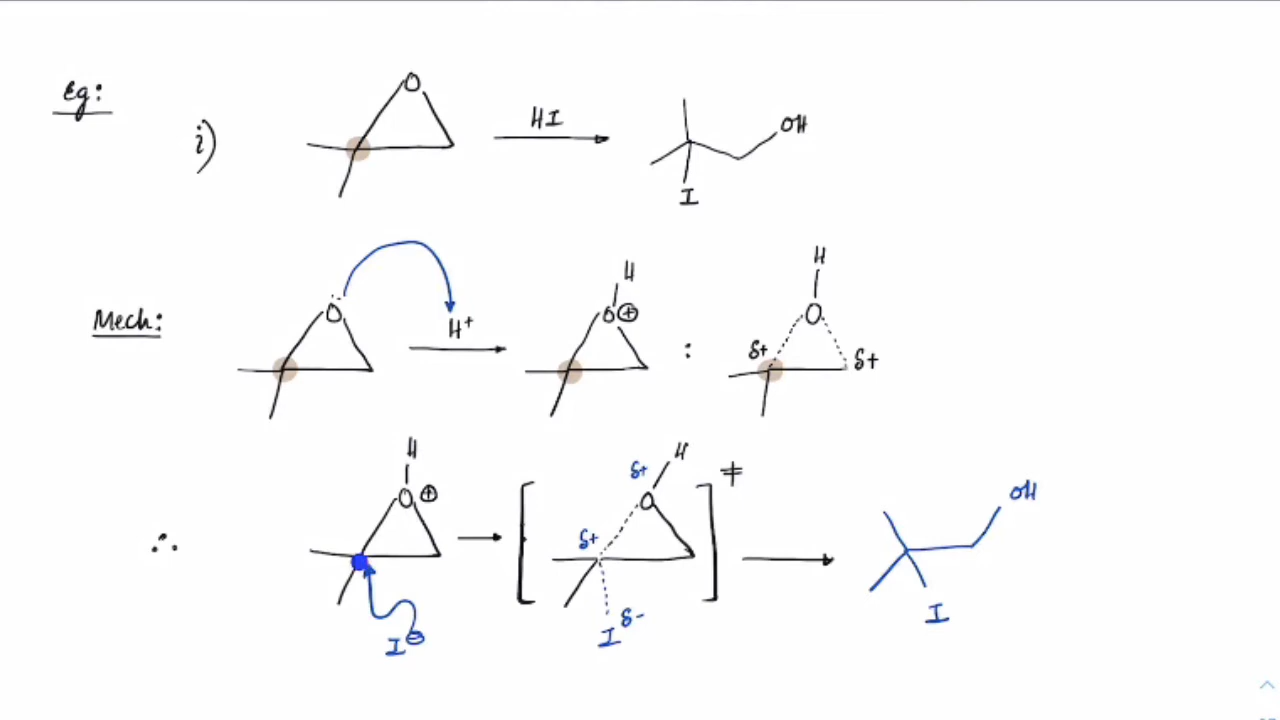 Eg:
i)
O
HI
OH
I
Mech:
Ö
H+
H
O⊕
:
H
O
δ+
δ+
∴
H
O⊕
I⊖
[
δ+
H
O
δ+
I δ-
]‡
OH
I